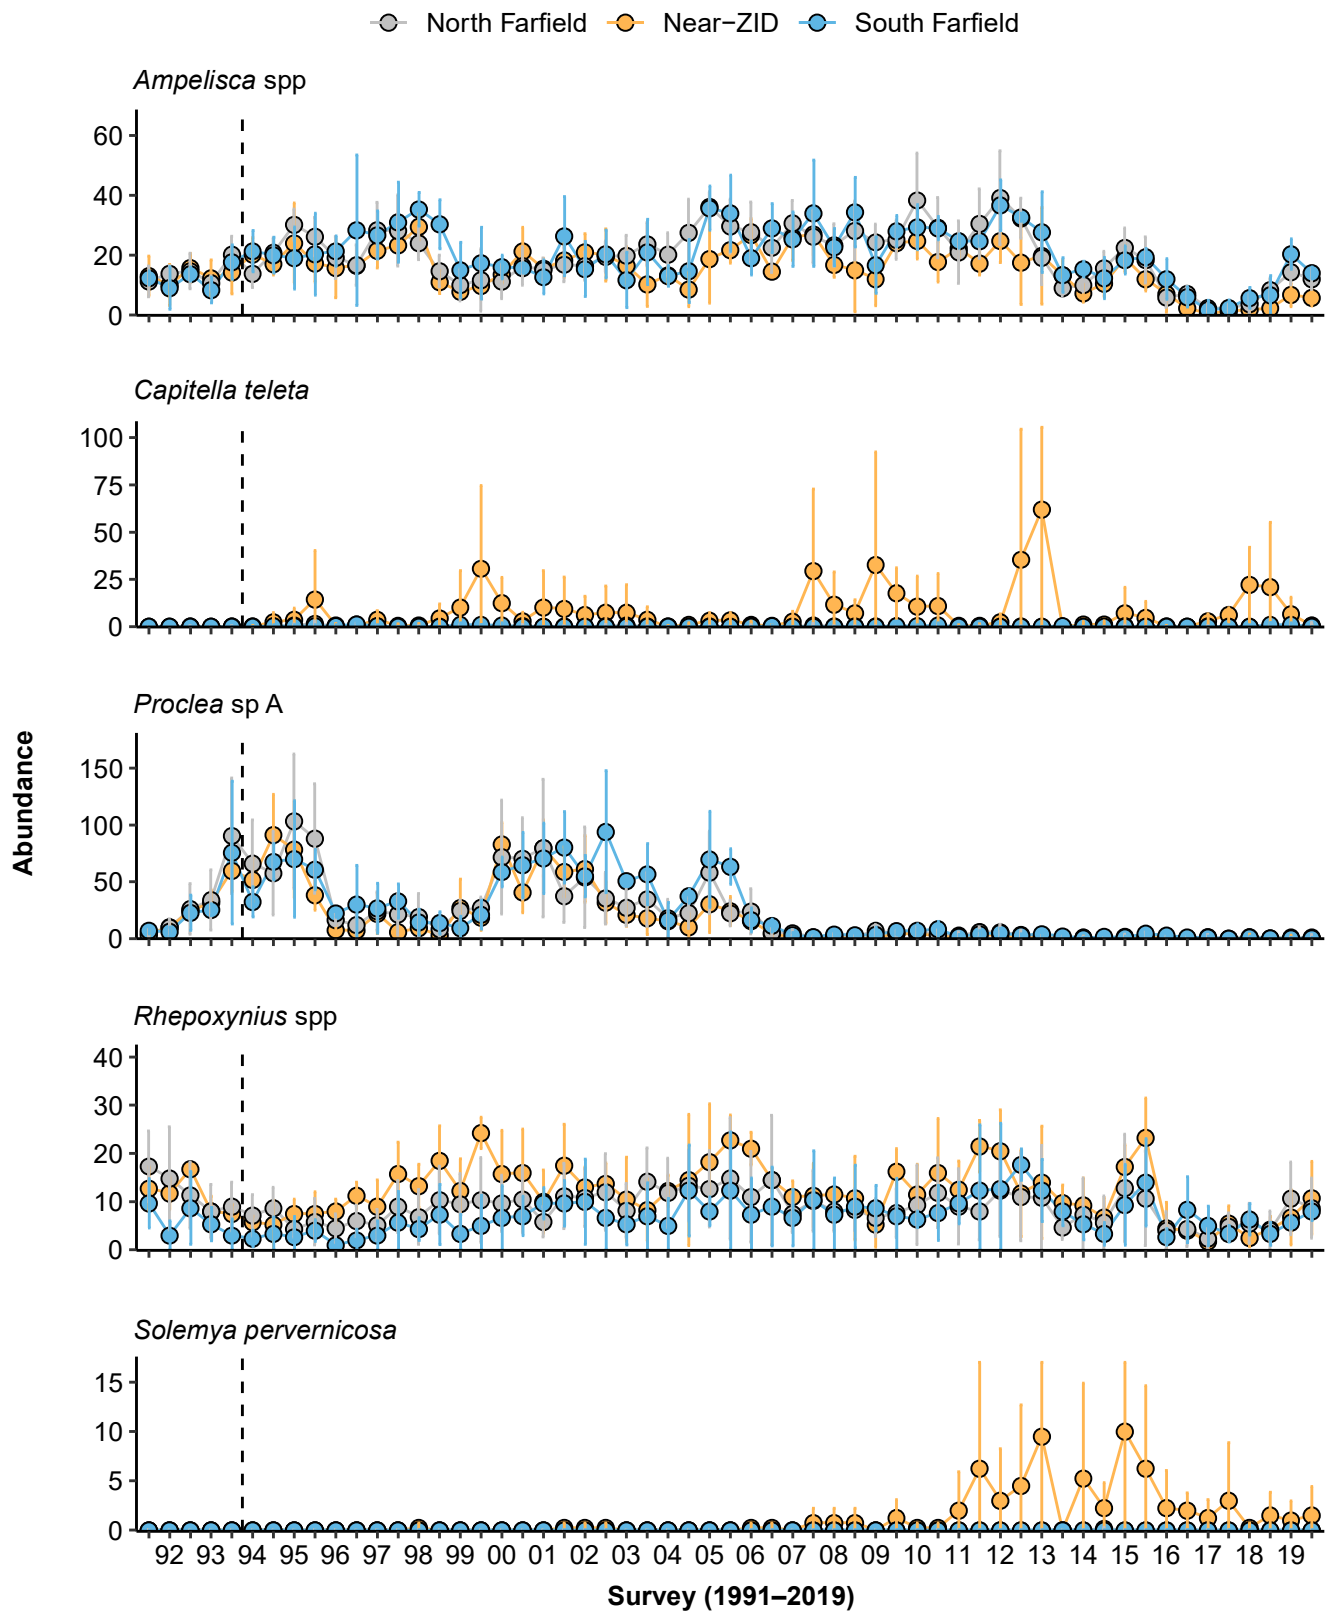 North Farfield Near−ZID South Farfield
Ampelisca spp
60
40
20
0
Capitella teleta
100
75
50
25
0
Proclea sp A
150
100
50
0
Abundance
Rhepoxynius spp
40
30
20
10
0
Solemya pervernicosa
15
10
5
0
92 93 94 95 96 97 98 99 00 01 02 03 04 05 06 07 08 09 10 11 12 13 14 15 16 17 18 19
Survey (1991–2019)